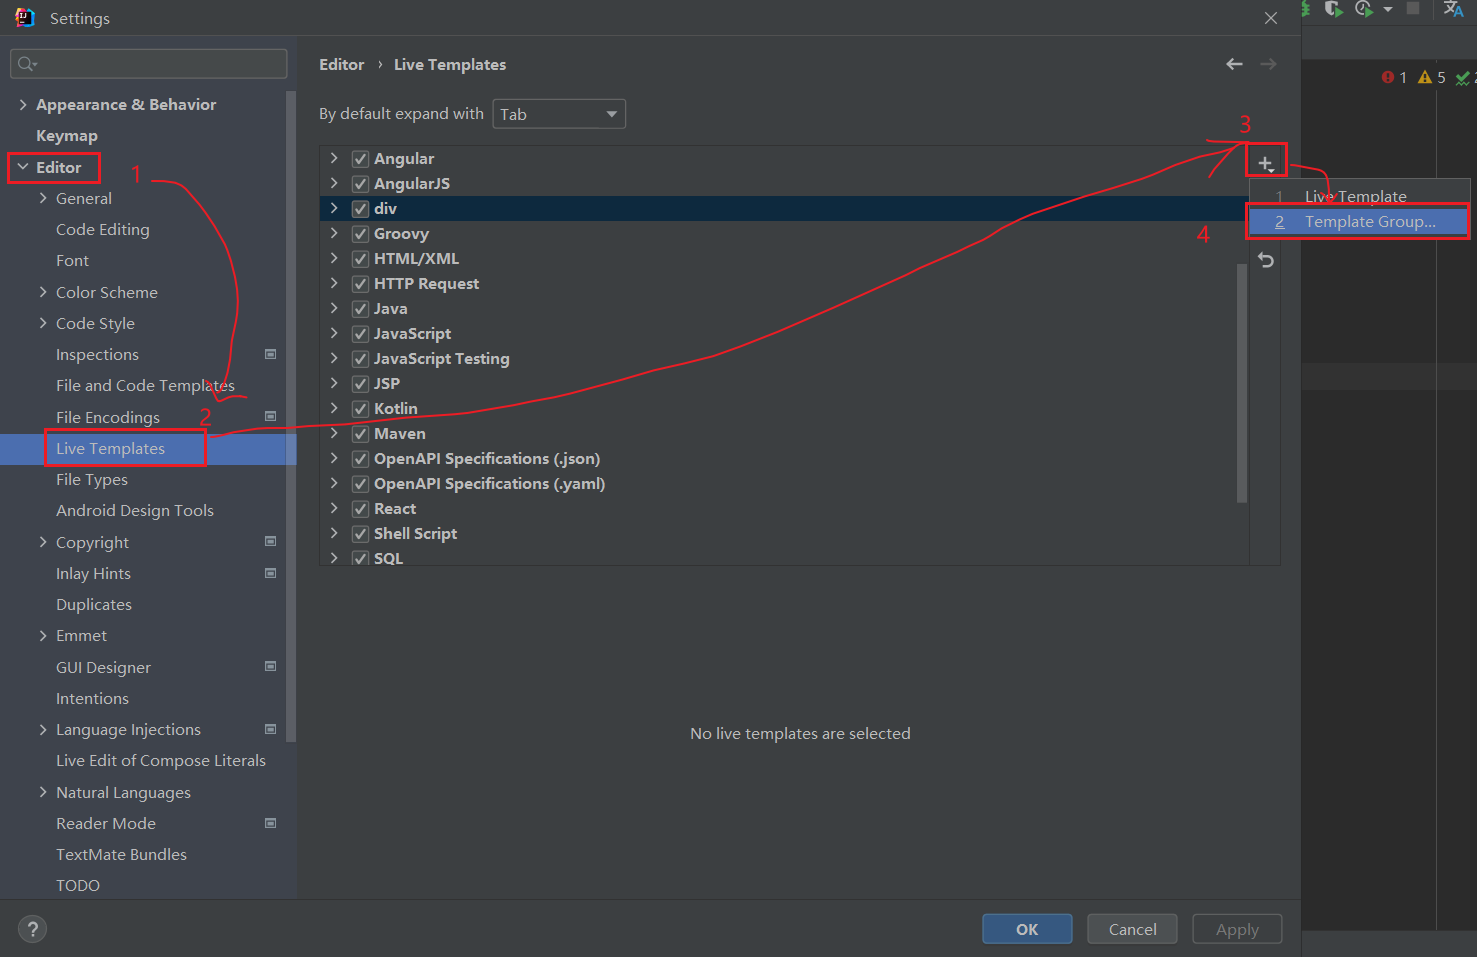 Settings
1
5
2
Appearance & Behavior
Keymap
Editor
General
Code Editing
Font
Color Scheme
Code Style
Inspections
File and Code Templates
File Encodings
Live Templates
File Types
Android Design Tools
Copyright
Inlay Hints
Duplicates
Emmet
GUI Designer
Intentions
Language Injections
Live Edit of Compose Literals
Natural Languages
Reader Mode
TextMate Bundles
TODO
1
2
Editor › Live Templates
By default expand with Tab
3
4
Angular
AngularJS
div
Groovy
HTML/XML
HTTP Request
Java
JavaScript
JavaScript Testing
JSP
Kotlin
Maven
OpenAPI Specifications (.json)
OpenAPI Specifications (.yaml)
React
Shell Script
SQL
1 Live Template
2 Template Group...
No live templates are selected
?
OK
Cancel
Apply